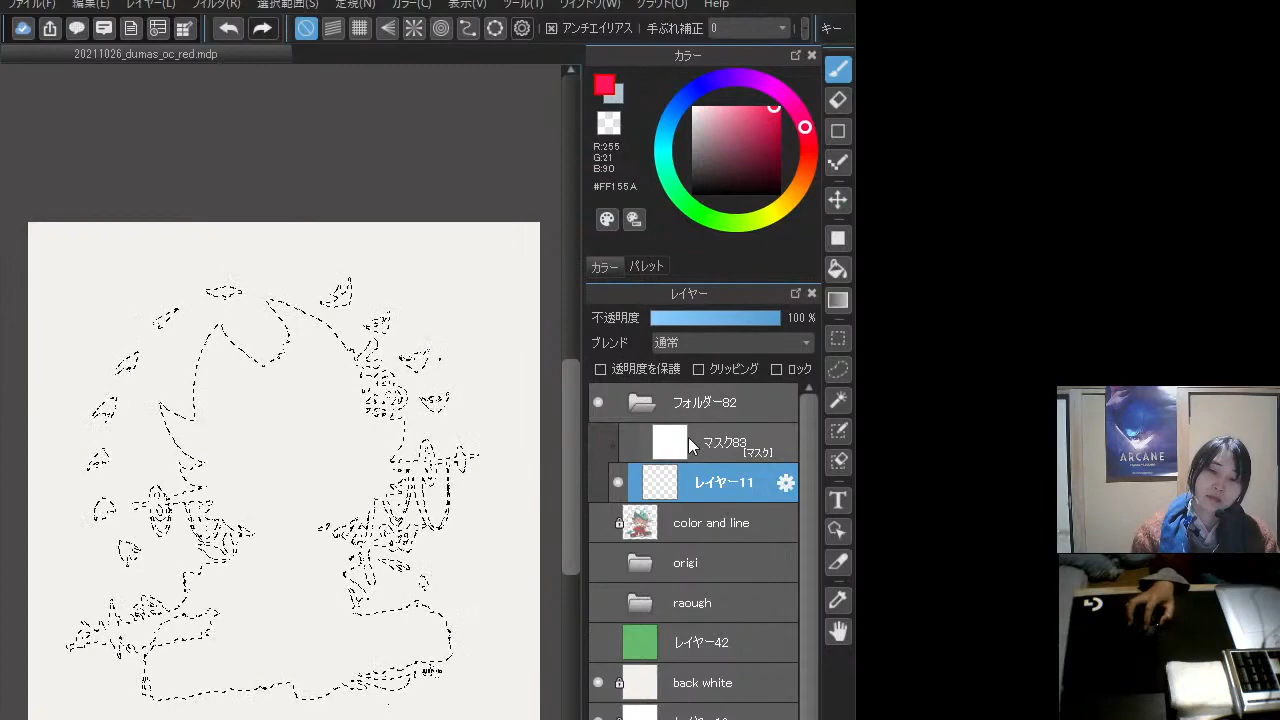 ファイル(F) 編集(E) レイヤー(L) フィルタ(R) 選択範囲(S) 定規(N) カラー(C) 表示(V) ツール(T) ウィンドウ(W) クラウド(O) Help
アンチエイリアス 手ぶれ補正 0 キー
20211026_dumas_oc_red.mdp
カラー
R:255
G:21
B:90
#FF155A
カラー パレット
レイヤー
不透明度 100 %
ブレンド 通常
透明度を保護 クリッピング ロック
フォルダー82
マスク83
[マスク]
レイヤー11
color and line
origi
raough
レイヤー42
back white
T
ARCANE